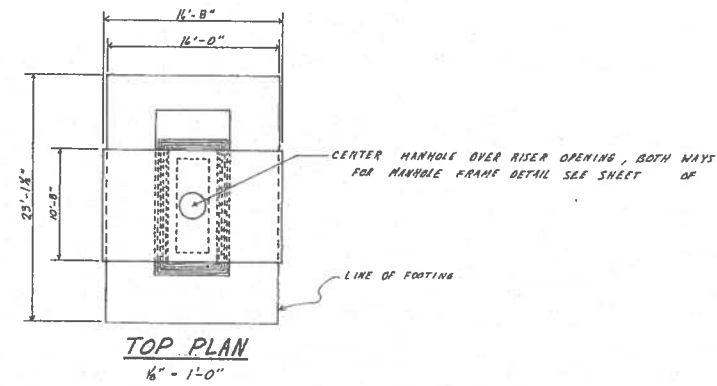 16'-8"
16'-0"
CENTER MANHOLE OVER RISER OPENING, BOTH WAYS
FOR MANHOLE FRAME DETAIL SEE SHEET OF
23'-1½"
10'-8"
LINE OF FOOTING
TOP PLAN
⅛" - 1'-0"